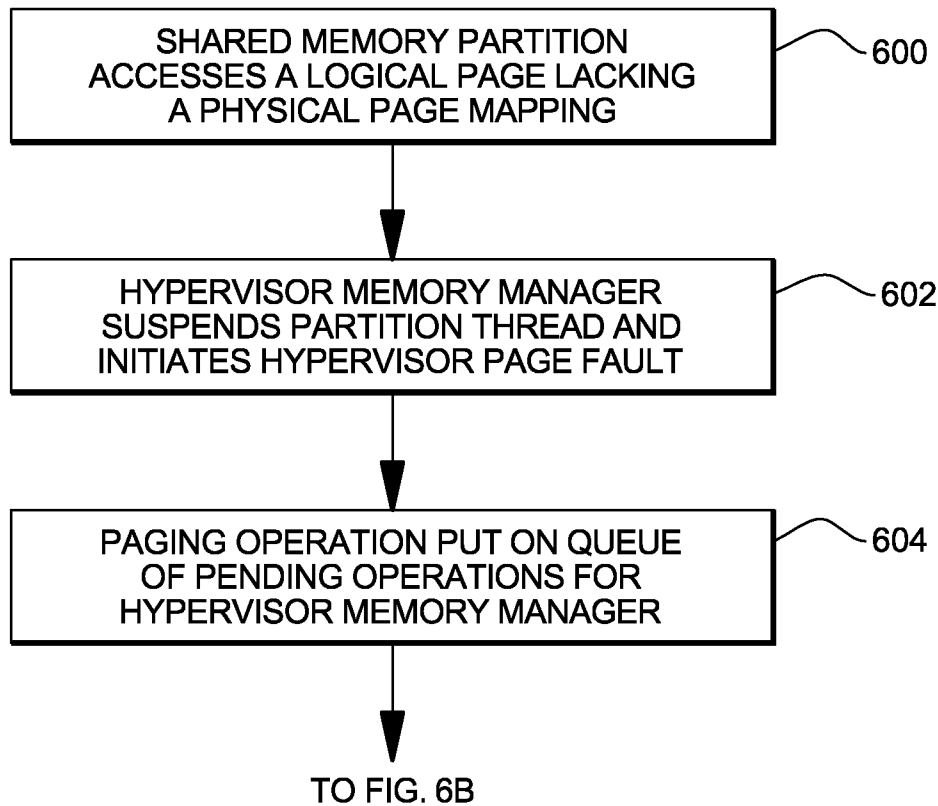 SHARED MEMORY PARTITION
ACCESSES A LOGICAL PAGE LACKING
A PHYSICAL PAGE MAPPING
600
HYPERVISOR MEMORY MANAGER
SUSPENDS PARTITION THREAD AND
INITIATES HYPERVISOR PAGE FAULT
602
PAGING OPERATION PUT ON QUEUE
OF PENDING OPERATIONS FOR
HYPERVISOR MEMORY MANAGER
604
TO FIG. 6B